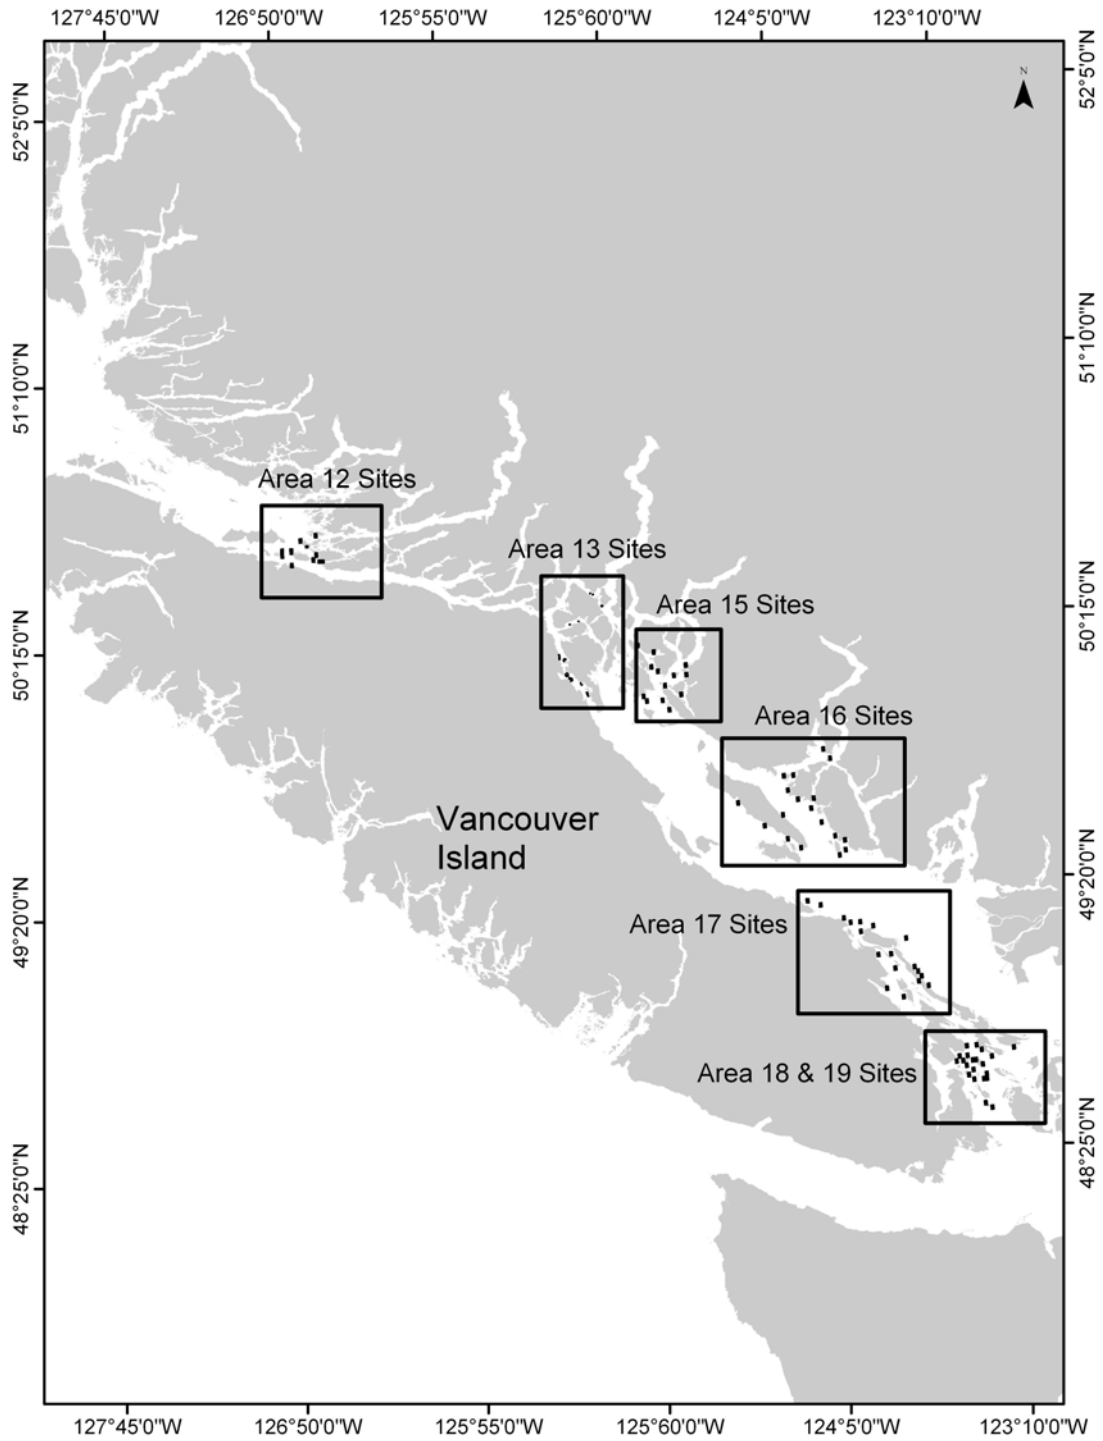 127°45'0"W 126°50'0"W 125°55'0"W 125°60'0"W 124°5'0"W 123°10'0"W
52°5'0"N
52°5'0"N
N
51°10'0"N
51°10'0"N
Area 12 Sites
Area 13 Sites
Area 15 Sites
50°15'0"N
50°15'0"N
Area 16 Sites
Vancouver
Island
49°20'0"N
49°20'0"N
Area 17 Sites
Area 18 & 19 Sites
48°25'0"N
48°25'0"N
127°45'0"W 126°50'0"W 125°55'0"W 125°60'0"W 124°5'0"W 123°10'0"W